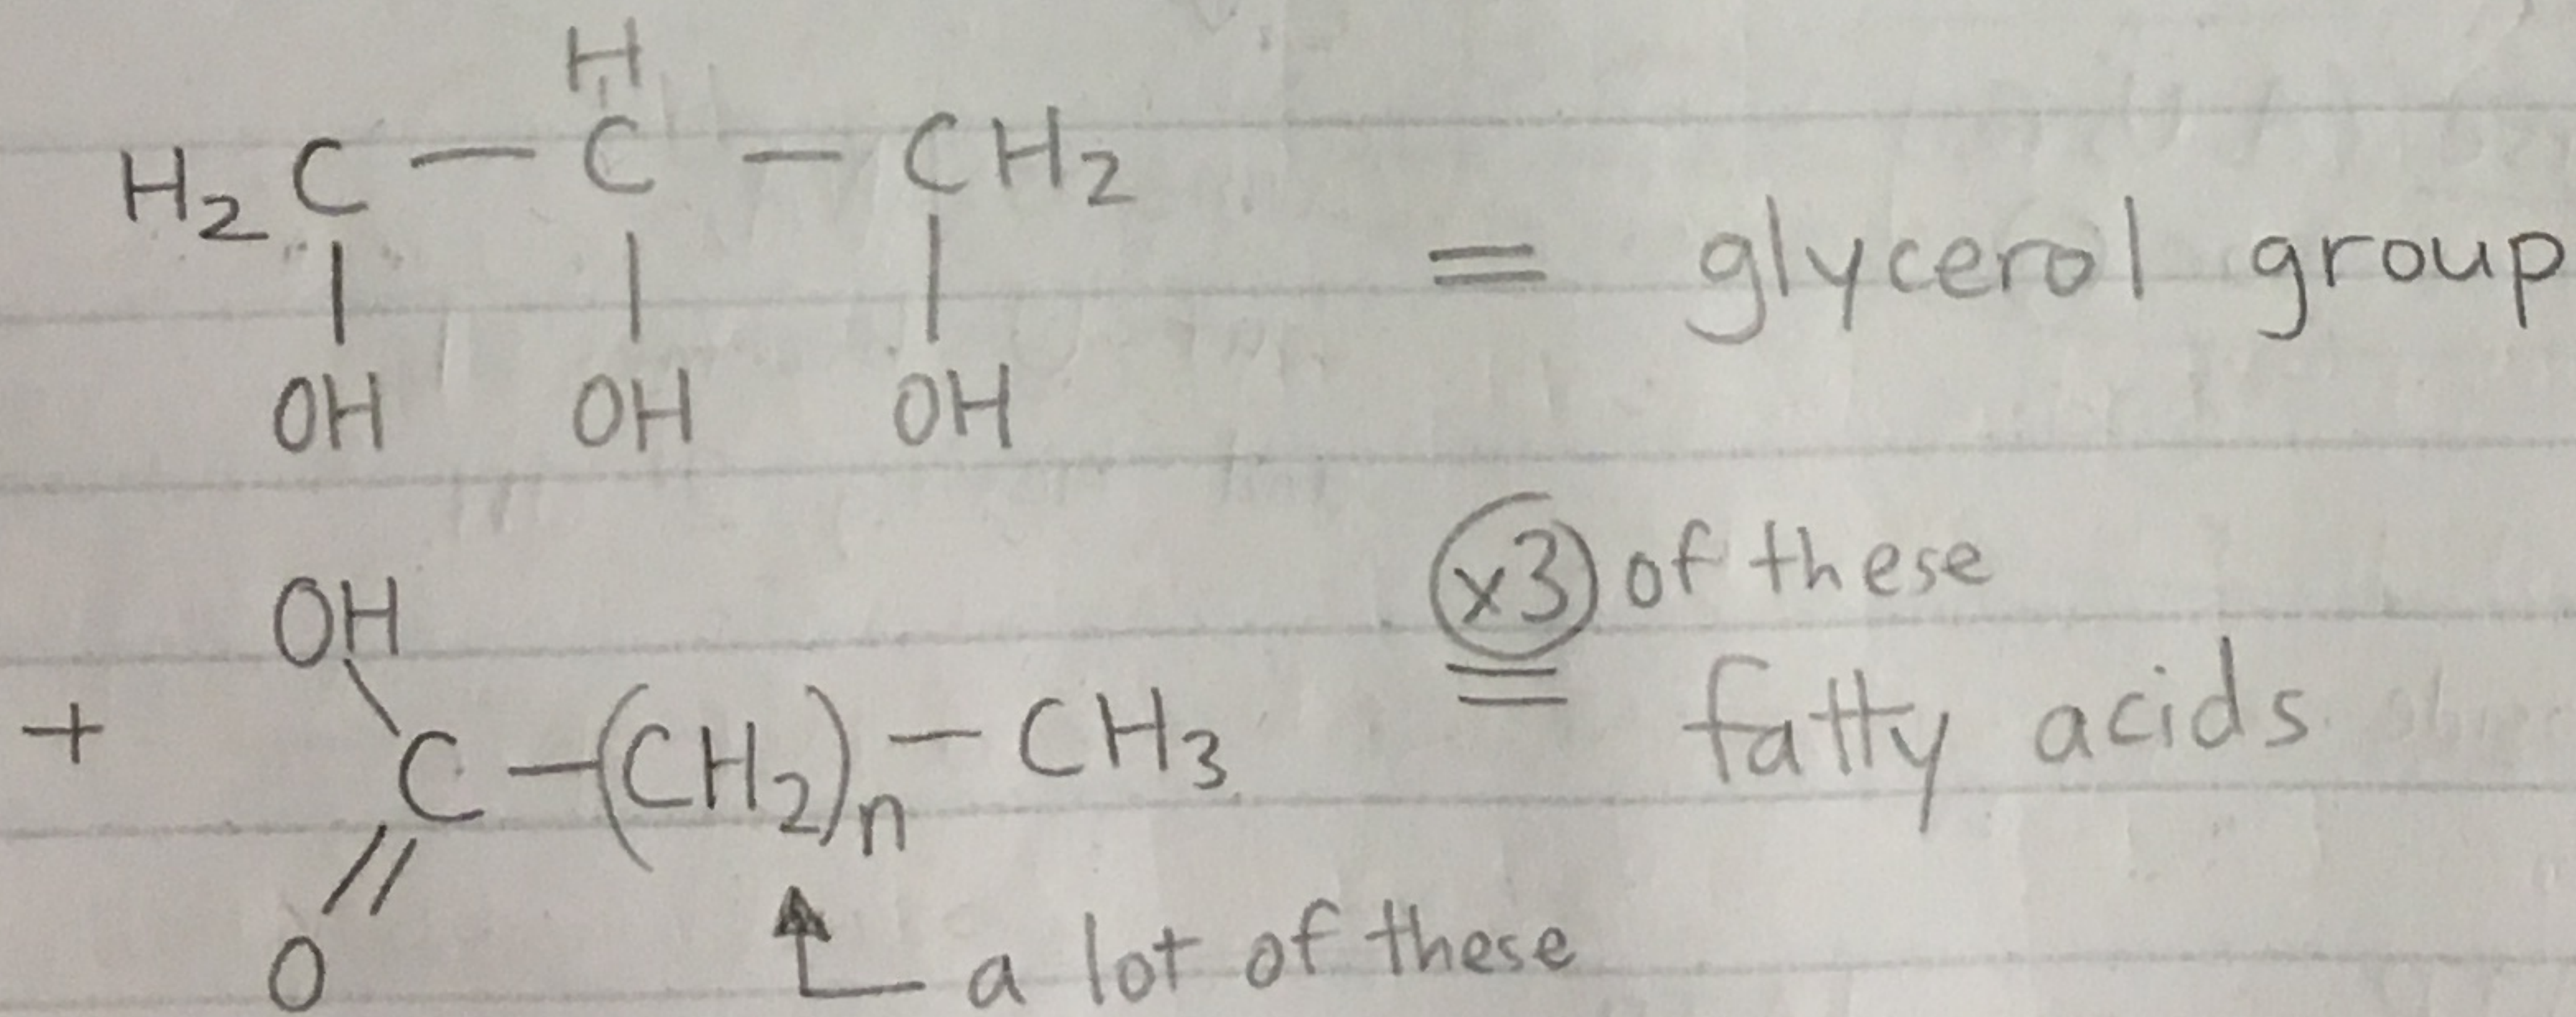 H
H₂C — C — CH₂
| | | = glycerol group
OH OH OH
OH (x3) of these
+ C —(CH₂)n — CH₃ = fatty acids
O
a lot of these